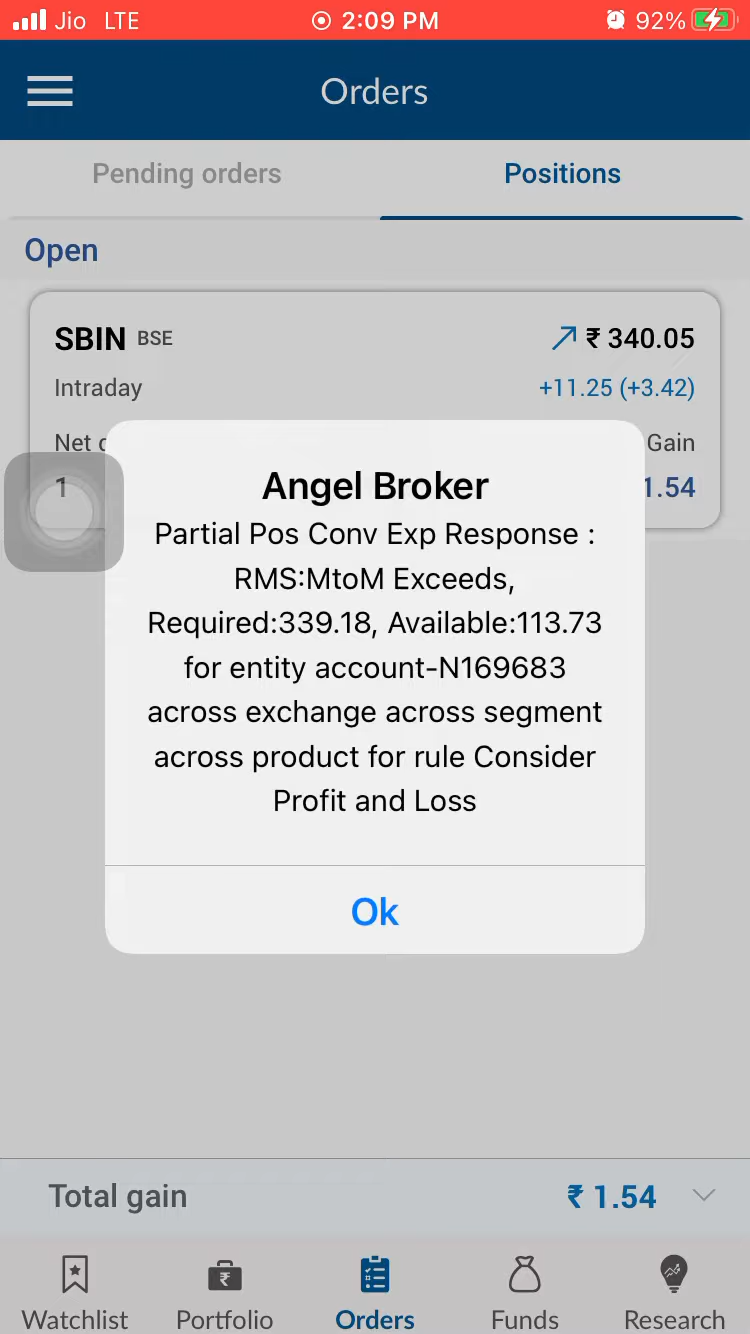 Jio LTE 2:09 PM 92%
Orders
Pending orders Positions
Open
SBIN BSE ₹ 340.05
Intraday +11.25 (+3.42)
Net Gain
1 1.54
Angel Broker
Partial Pos Conv Exp Response :
RMS:MtoM Exceeds,
Required:339.18, Available:113.73
for entity account-N169683
across exchange across segment
across product for rule Consider
Profit and Loss
Ok
Total gain ₹ 1.54
Watchlist Portfolio Orders Funds Research